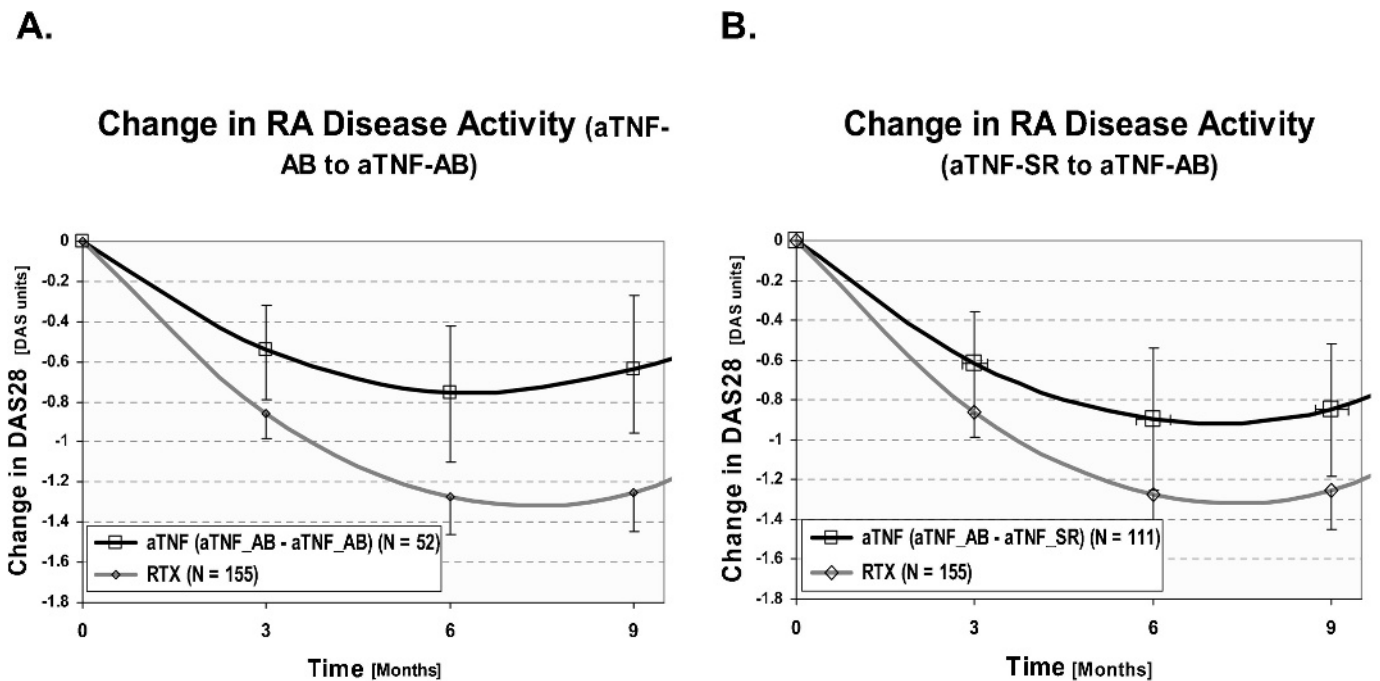 A.
Change in RA Disease Activity (aTNF-
AB to aTNF-AB)
Change in DAS28 [DAS units]
0
-0.2
-0.4
-0.6
-0.8
-1
-1.2
-1.4
-1.6
-1.8
aTNF (aTNF_AB - aTNF_AB) (N = 52)
RTX (N = 155)
0 3 6 9
Time [Months]
B.
Change in RA Disease Activity
(aTNF-SR to aTNF-AB)
Change in DAS28 [DAS units]
0
-0.2
-0.4
-0.6
-0.8
-1
-1.2
-1.4
-1.6
-1.8
aTNF (aTNF_AB - aTNF_SR) (N = 111)
RTX (N = 155)
0 3 6 9
Time [Months]